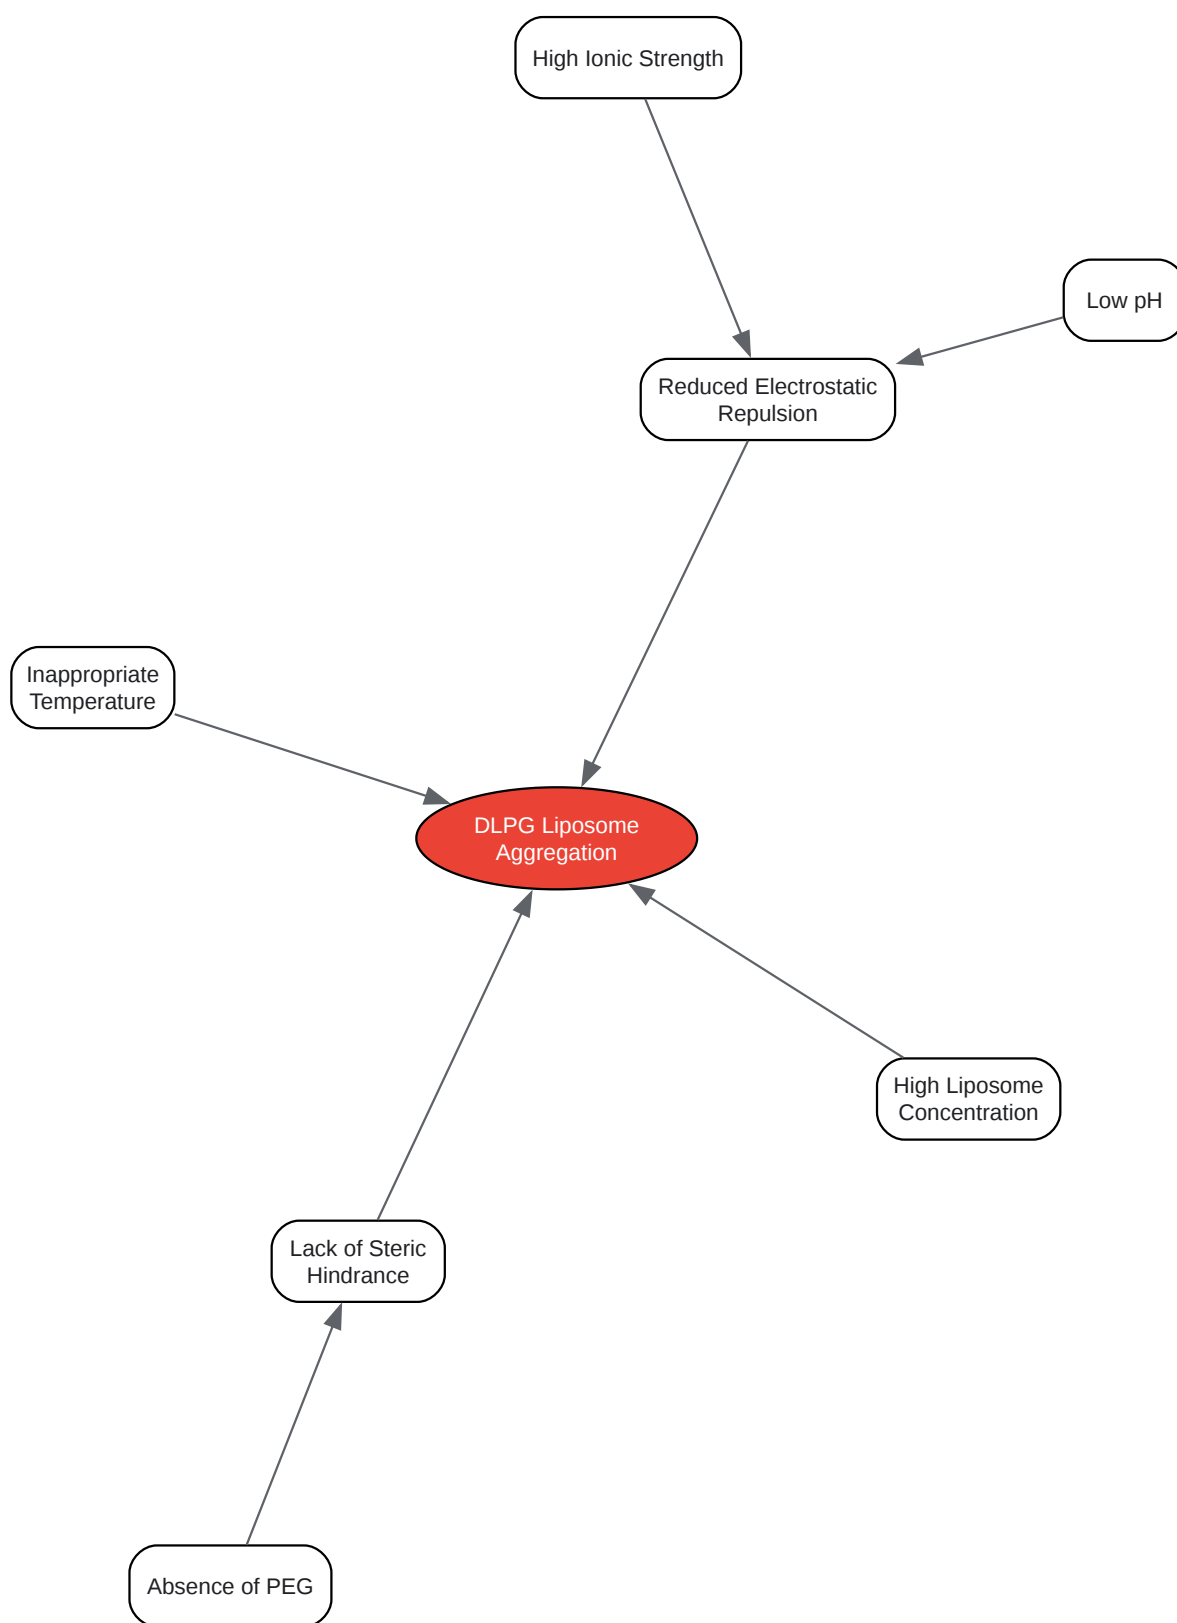 High Ionic Strength
Low pH
Reduced Electrostatic
Repulsion
Inappropriate
Temperature
DLPG Liposome
Aggregation
High Liposome
Concentration
Lack of Steric
Hindrance
Absence of PEG